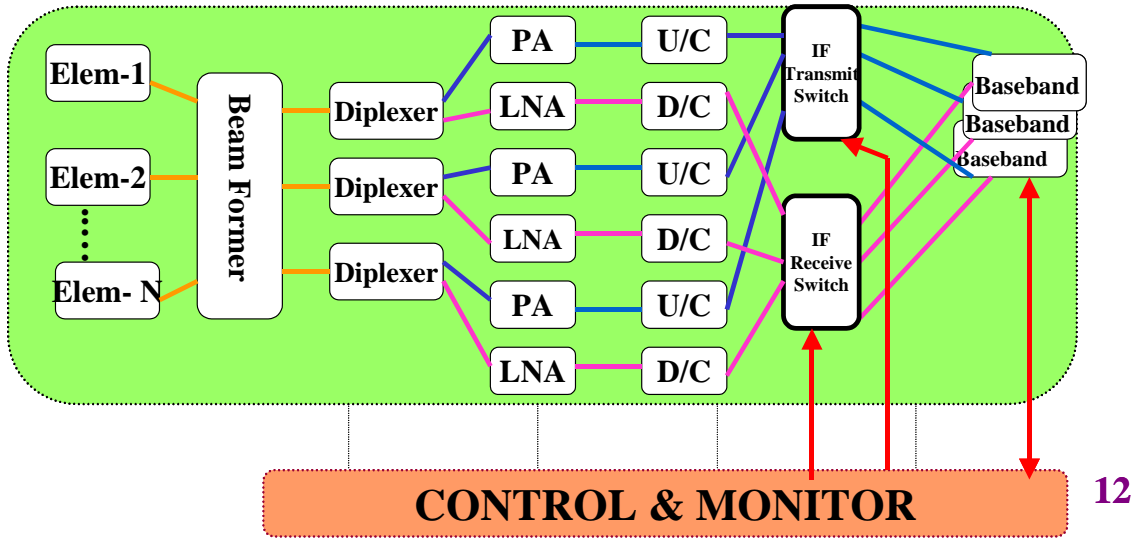 Elem-1
Elem-2
Elem- N
Beam Former
Diplexer
Diplexer
Diplexer
PA
LNA
PA
LNA
PA
LNA
U/C
D/C
U/C
D/C
U/C
D/C
IF
Transmit
Switch
IF
Receive
Switch
Baseband
Baseband
Baseband
CONTROL & MONITOR
12